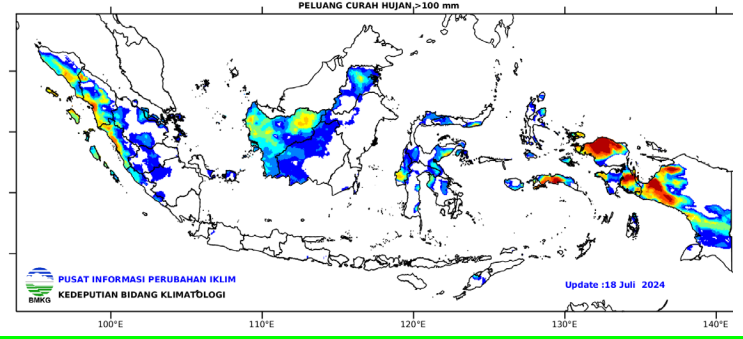 PELUANG CURAH HUJAN >100 mm
PUSAT INFORMASI PERUBAHAN IKLIM
KEDEPUTIAN BIDANG KLIMATOLOGI
BMKG
Update :18 Juli 2024
100°E 110°E 120°E 130°E 140°E